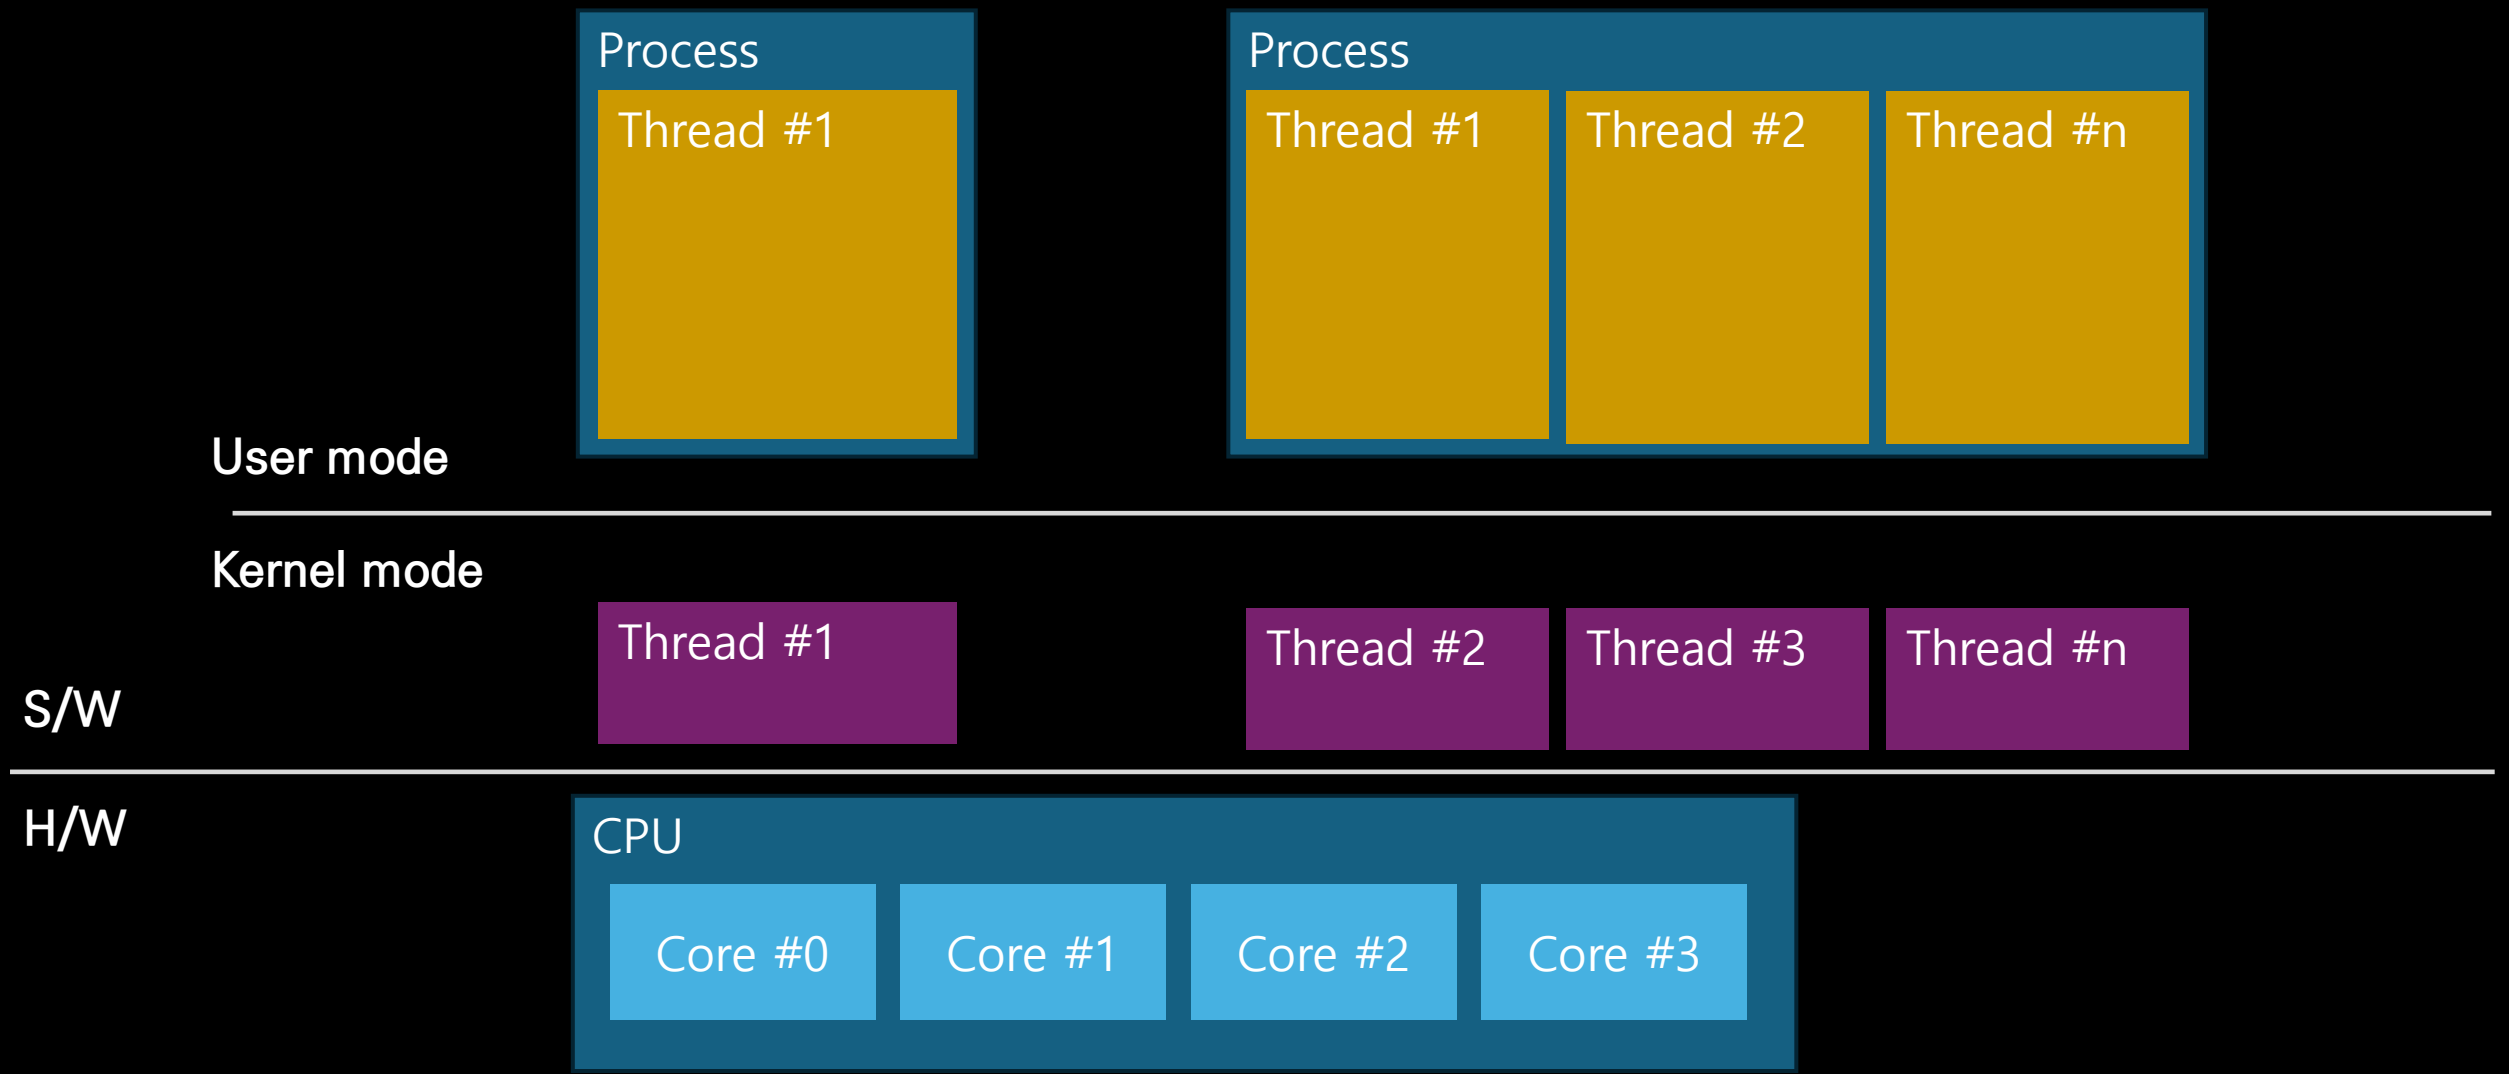 Process
Process
Thread #1
Thread #1
Thread #2
Thread #n
User mode
Kernel mode
Thread #1
Thread #2
Thread #3
Thread #n
S/W
H/W
CPU
Core #0
Core #1
Core #2
Core #3